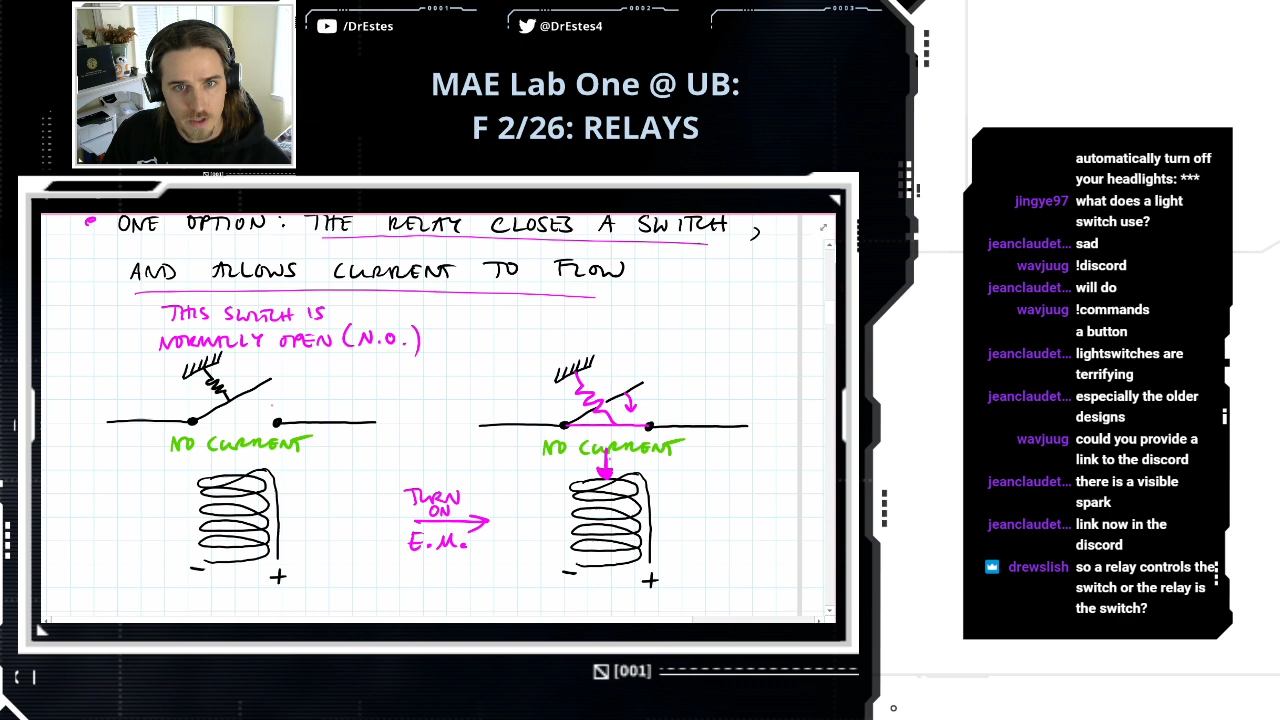 0001
0002
0003
/DrEstes
@DrEstes4
MAE Lab One @ UB:
F 2/26: RELAYS
[001]
• ONE OPTION: THE RELAY CLOSES A SWITCH,
AND ALLOWS CURRENT TO FLOW
THIS SWITCH IS
NORMALLY OPEN (N.O.)
NO CURRENT
NO CURRENT
TURN
ON
E.M.
- +
- +
[001]
automatically turn off
your headlights: ***
jingye97 what does a light
switch use?
jeanclaudet... sad
wavjuug !discord
jeanclaudet... will do
wavjuug !commands
a button
jeanclaudet... lightswitches are
terrifying
jeanclaudet... especially the older
designs
wavjuug could you provide a
link to the discord
jeanclaudet... there is a visible
spark
jeanclaudet... link now in the
discord
drewslish so a relay controls the
switch or the relay is
the switch?